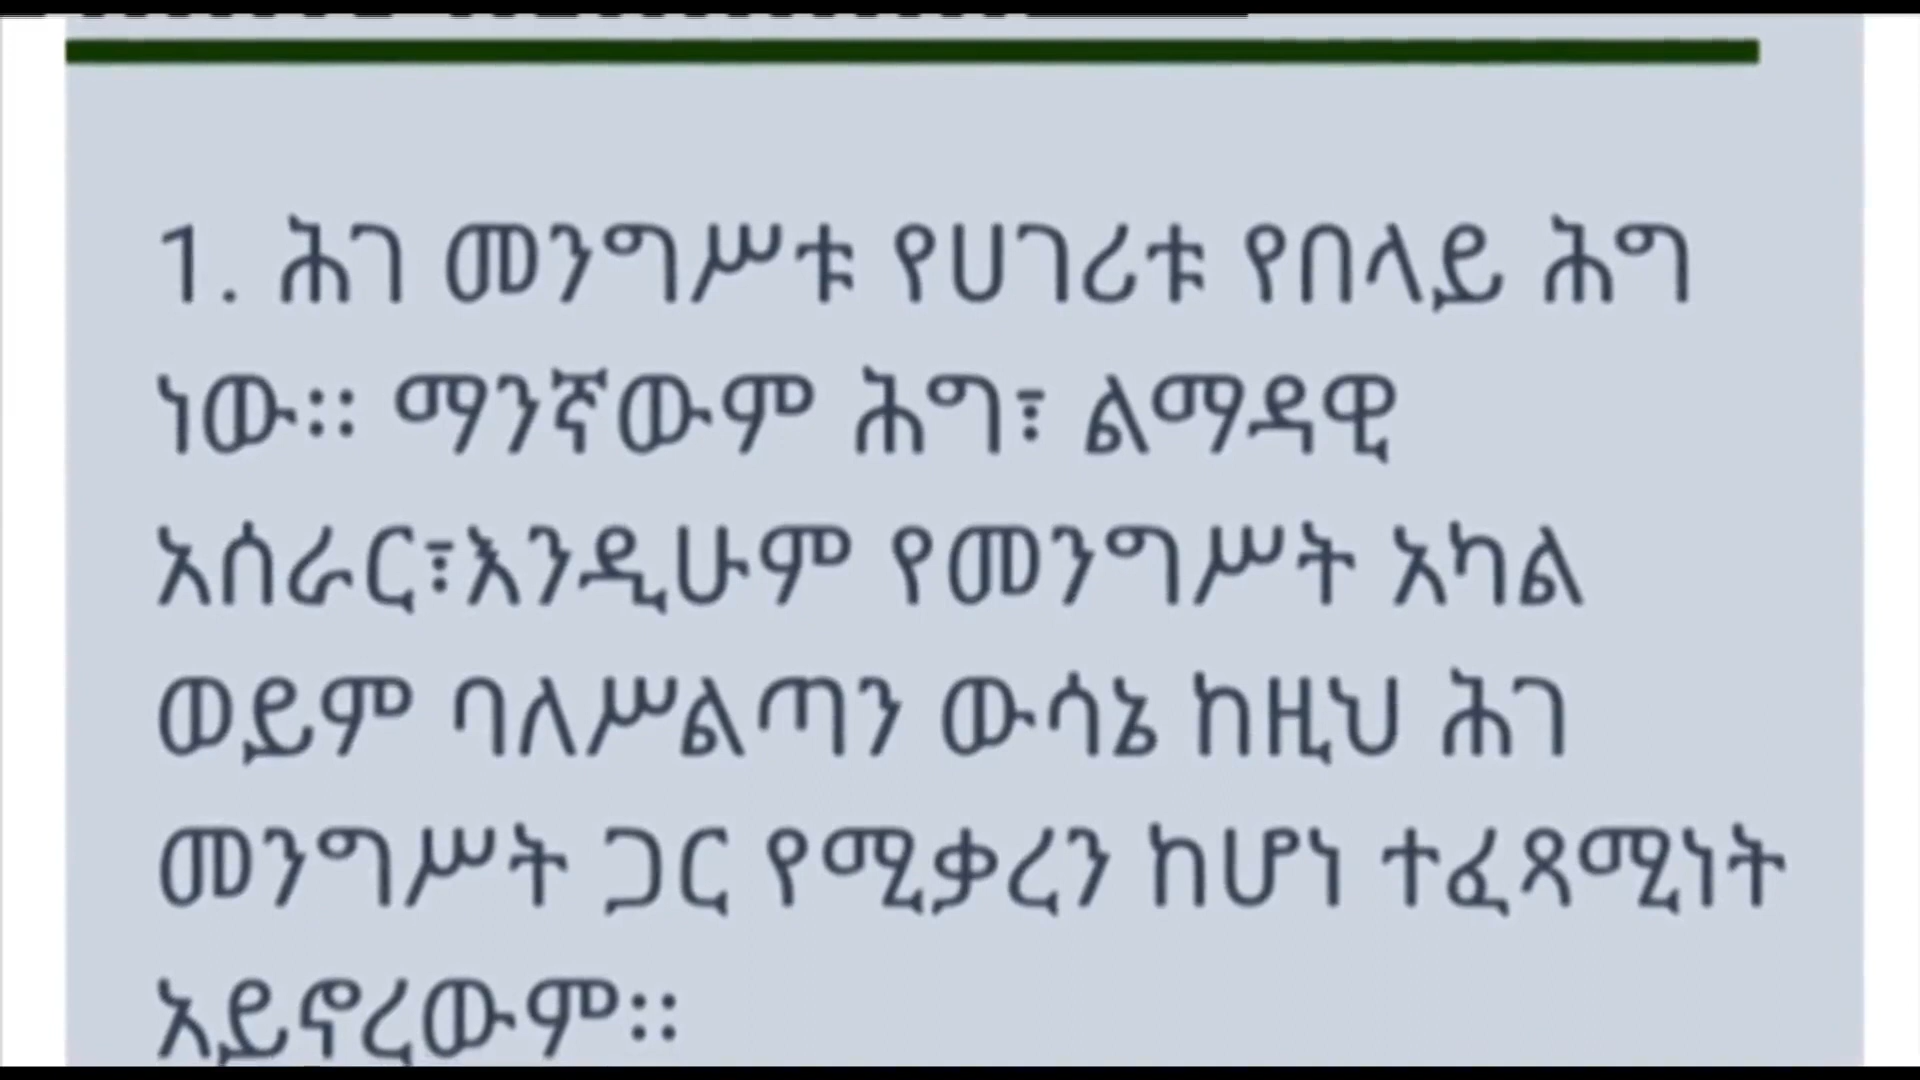 1. ሕገ መንግሥቱ የሀገሪቱ የበላይ ሕግ
ነው። ማንኛውም ሕግ፣ ልማዳዊ
አሰራር፣እንዲሁም የመንግሥት አካል
ወይም ባለሥልጣን ውሳኔ ከዚህ ሕገ
መንግሥት ጋር የሚቃረን ከሆነ ተፈጻሚነት
አይኖረውም።